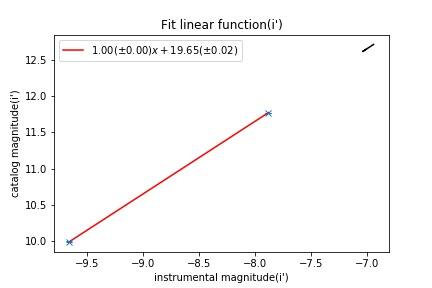 Fit linear function(i')
1.00(±0.00)x + 19.65(±0.02)
catalog magnitude(i')
12.5
12.0
11.5
11.0
10.5
10.0
−9.5 −9.0 −8.5 −8.0 −7.5 −7.0
instrumental magnitude(i')